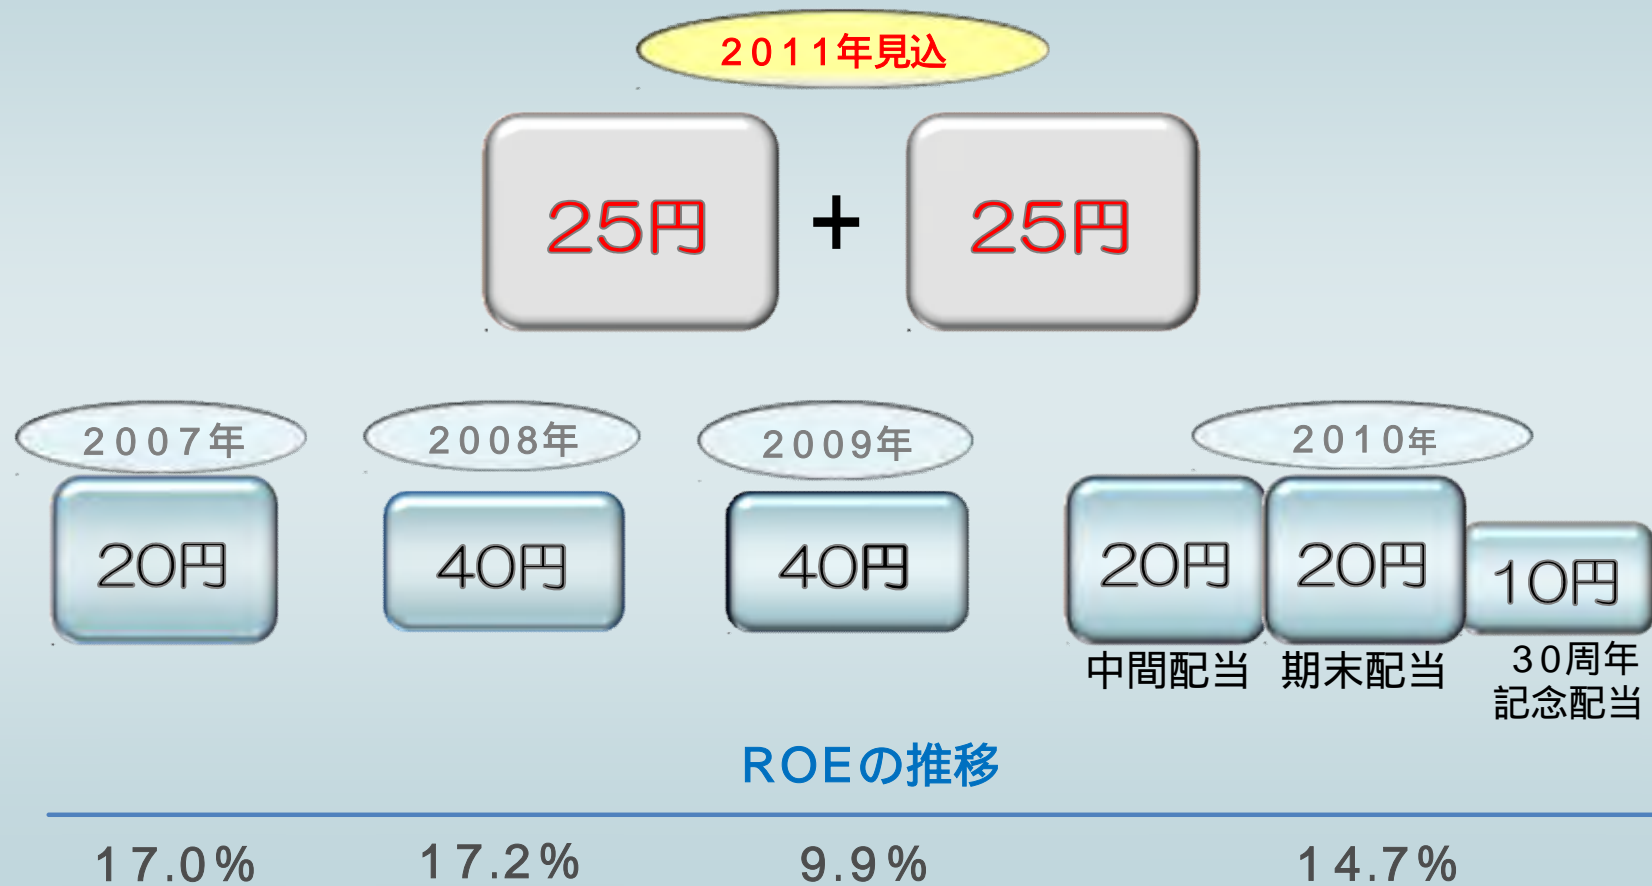 2011年見込
25円 + 25円
2007年 2008年 2009年 2010年
20円 40円 40円 20円 20円 10円
中間配当 期末配当 30周年
記念配当
ROEの推移
17.0% 17.2% 9.9% 14.7%